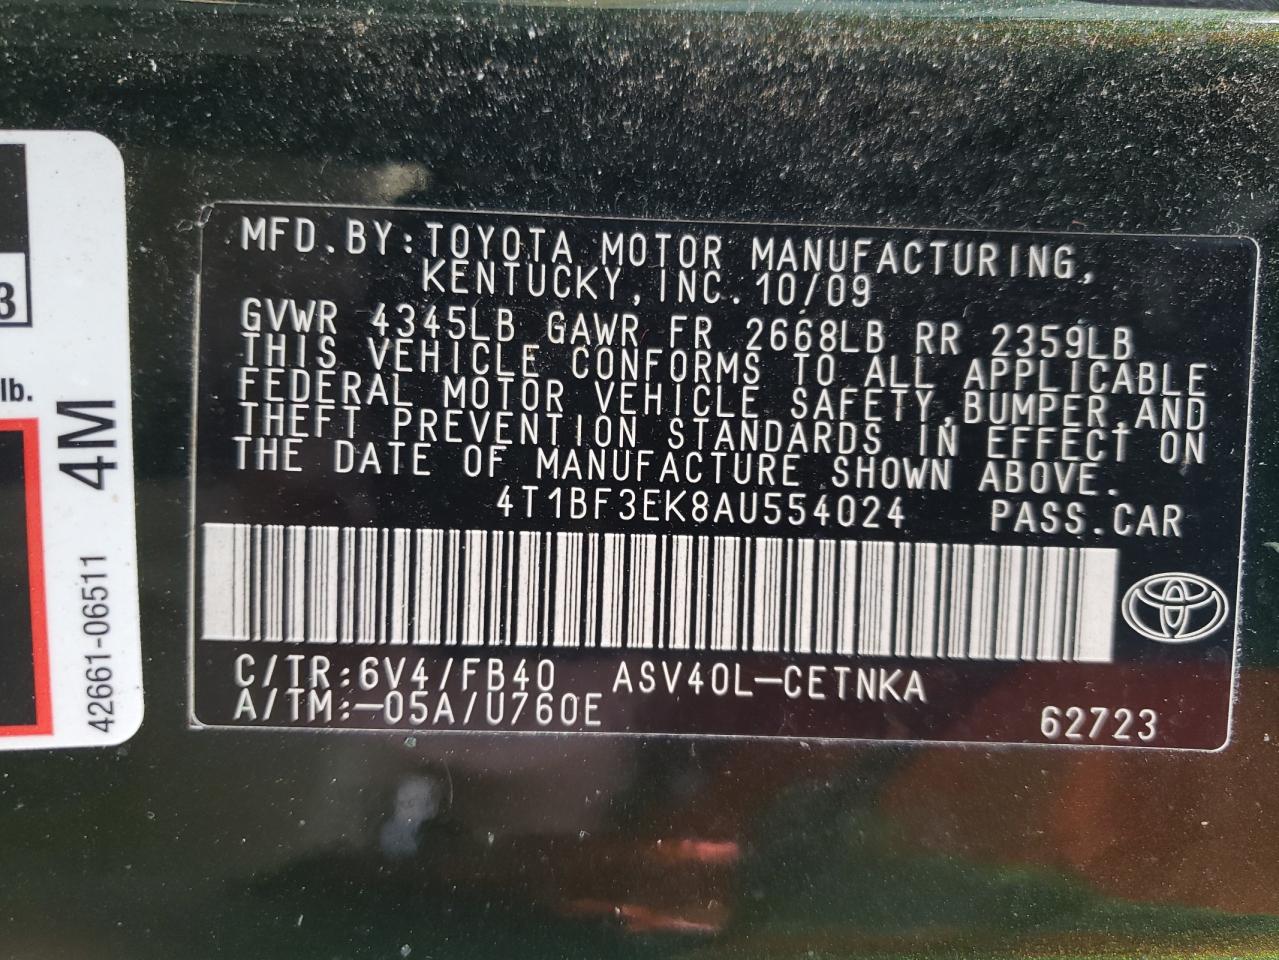 3
lb.
4M
42661-06511
MFD.BY:TOYOTA MOTOR MANUFACTURING,
KENTUCKY,INC.10/09
GVWR 4345LB GAWR FR 2668LB RR 2359LB
THIS VEHICLE CONFORMS TO ALL APPLICABLE
FEDERAL MOTOR VEHICLE SAFETY,BUMPER,AND
THEFT PREVENTION STANDARDS IN EFFECT ON
THE DATE OF MANUFACTURE SHOWN ABOVE.
4T1BF3EK8AU554024 PASS.CAR
C/TR:6V4/FB40 ASV40L-CETNKA
A/TM:-05A/U760E
62723